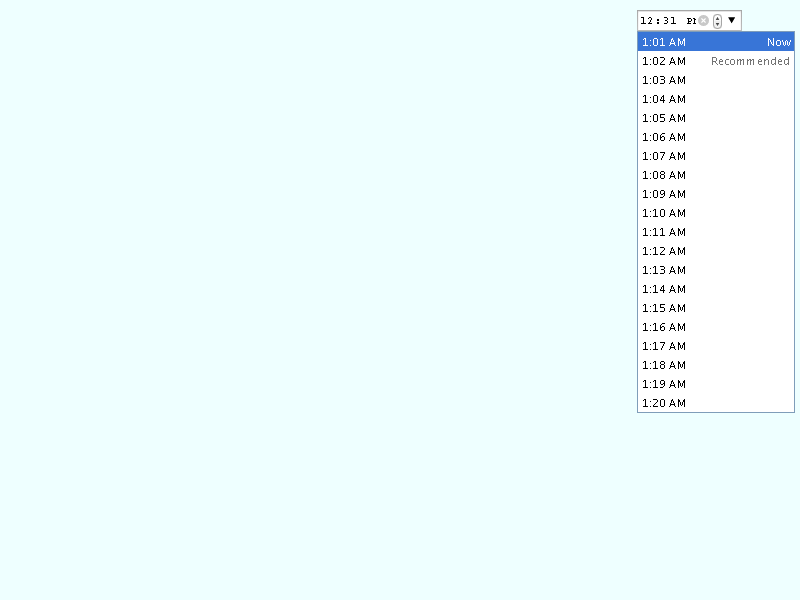 12:31
1:01 AM Now
1:02 AM Recommended
1:03 AM
1:04 AM
1:05 AM
1:06 AM
1:07 AM
1:08 AM
1:09 AM
1:10 AM
1:11 AM
1:12 AM
1:13 AM
1:14 AM
1:15 AM
1:16 AM
1:17 AM
1:18 AM
1:19 AM
1:20 AM